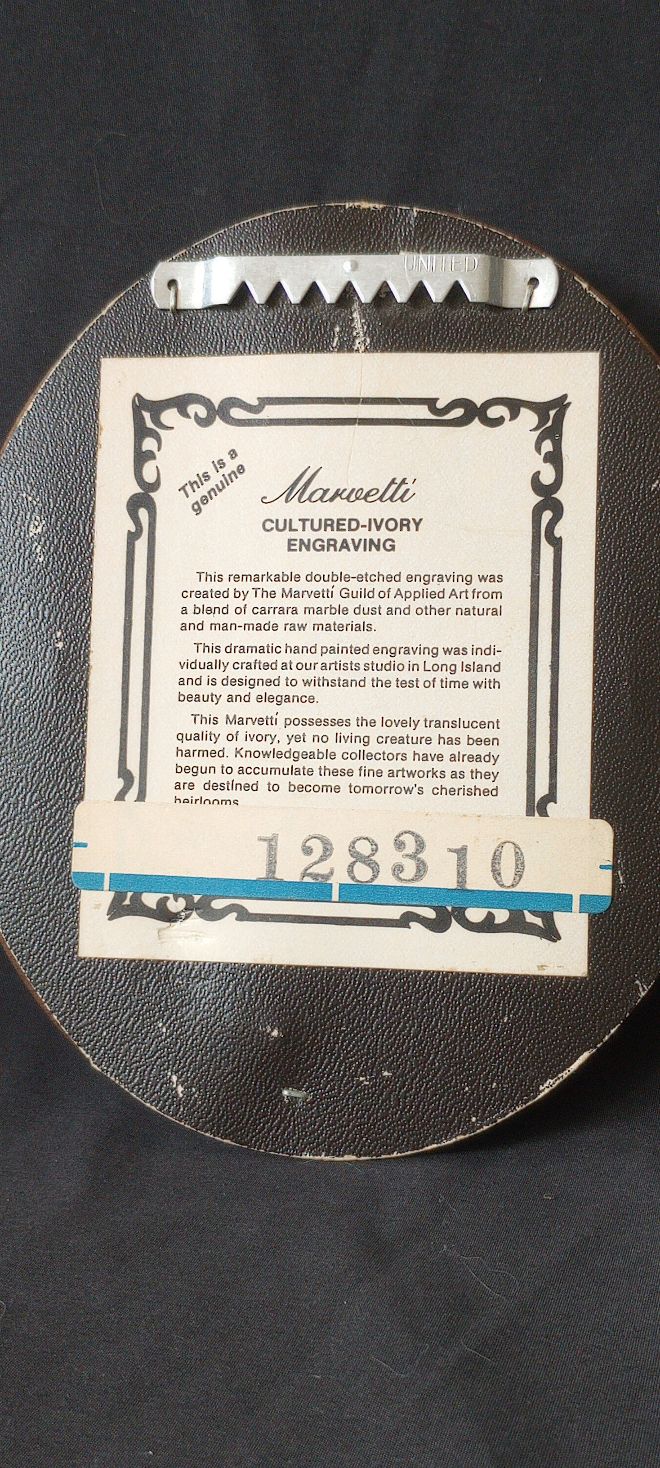 UNITED
This is a
genuine
Marvettí
CULTURED-IVORY
ENGRAVING
This remarkable double-etched engraving was
created by The Marvettí Guild of Applied Art from
a blend of carrara marble dust and other natural
and man-made raw materials.
This dramatic hand painted engraving was indi-
vidually crafted at our artists studio in Long Island
and is designed to withstand the test of time with
beauty and elegance.
This Marvettí possesses the lovely translucent
quality of ivory, yet no living creature has been
harmed. Knowledgeable collectors have already
begun to accumulate these fine artworks as they
are destined to become tomorrow's cherished
heirlooms
128310